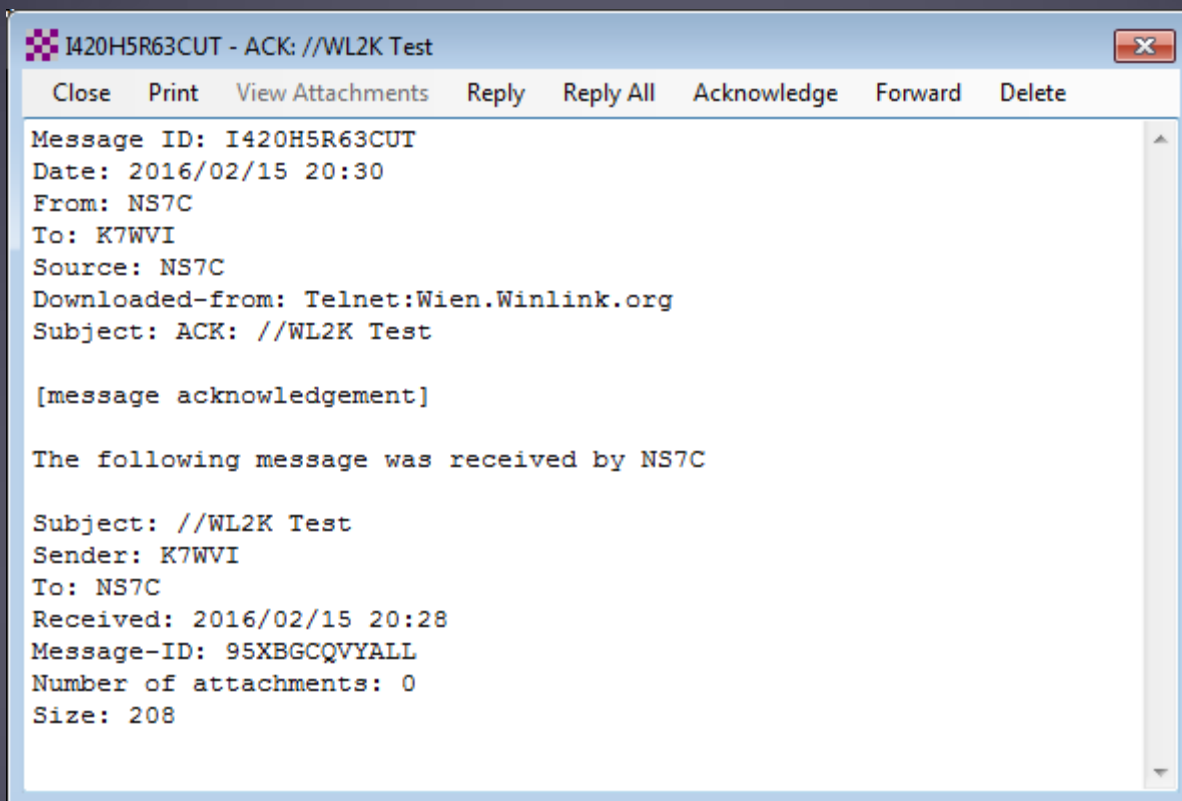 I420H5R63CUT - ACK: //WL2K Test
Close Print View Attachments Reply Reply All Acknowledge Forward Delete
Message ID: I420H5R63CUT
Date: 2016/02/15 20:30
From: NS7C
To: K7WVI
Source: NS7C
Downloaded-from: Telnet:Wien.Winlink.org
Subject: ACK: //WL2K Test
[message acknowledgement]
The following message was received by NS7C
Subject: //WL2K Test
Sender: K7WVI
To: NS7C
Received: 2016/02/15 20:28
Message-ID: 95XBGCQVYALL
Number of attachments: 0
Size: 208